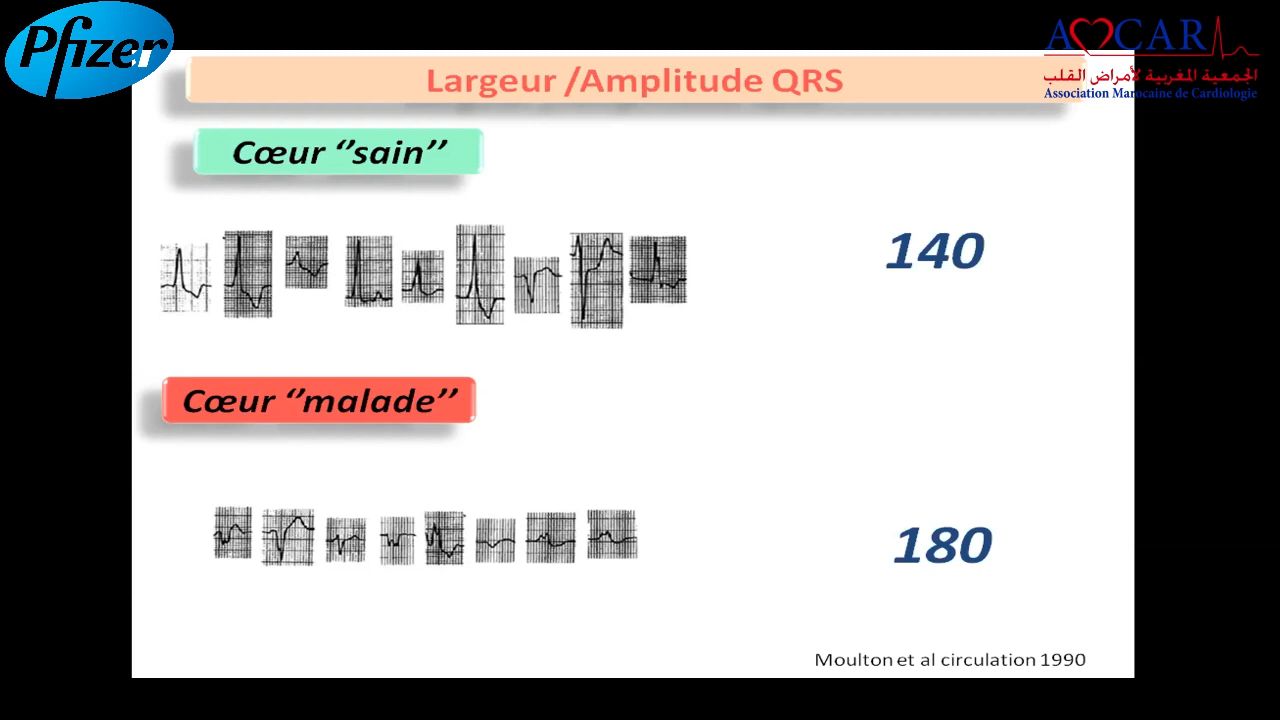 Pfizer
AMCAR
الجمعية المغربية لأمراض القلب
Association Marocaine de Cardiologie
Largeur /Amplitude QRS
Cœur ‘’sain’’
140
Cœur ‘’malade’’
180
Moulton et al circulation 1990